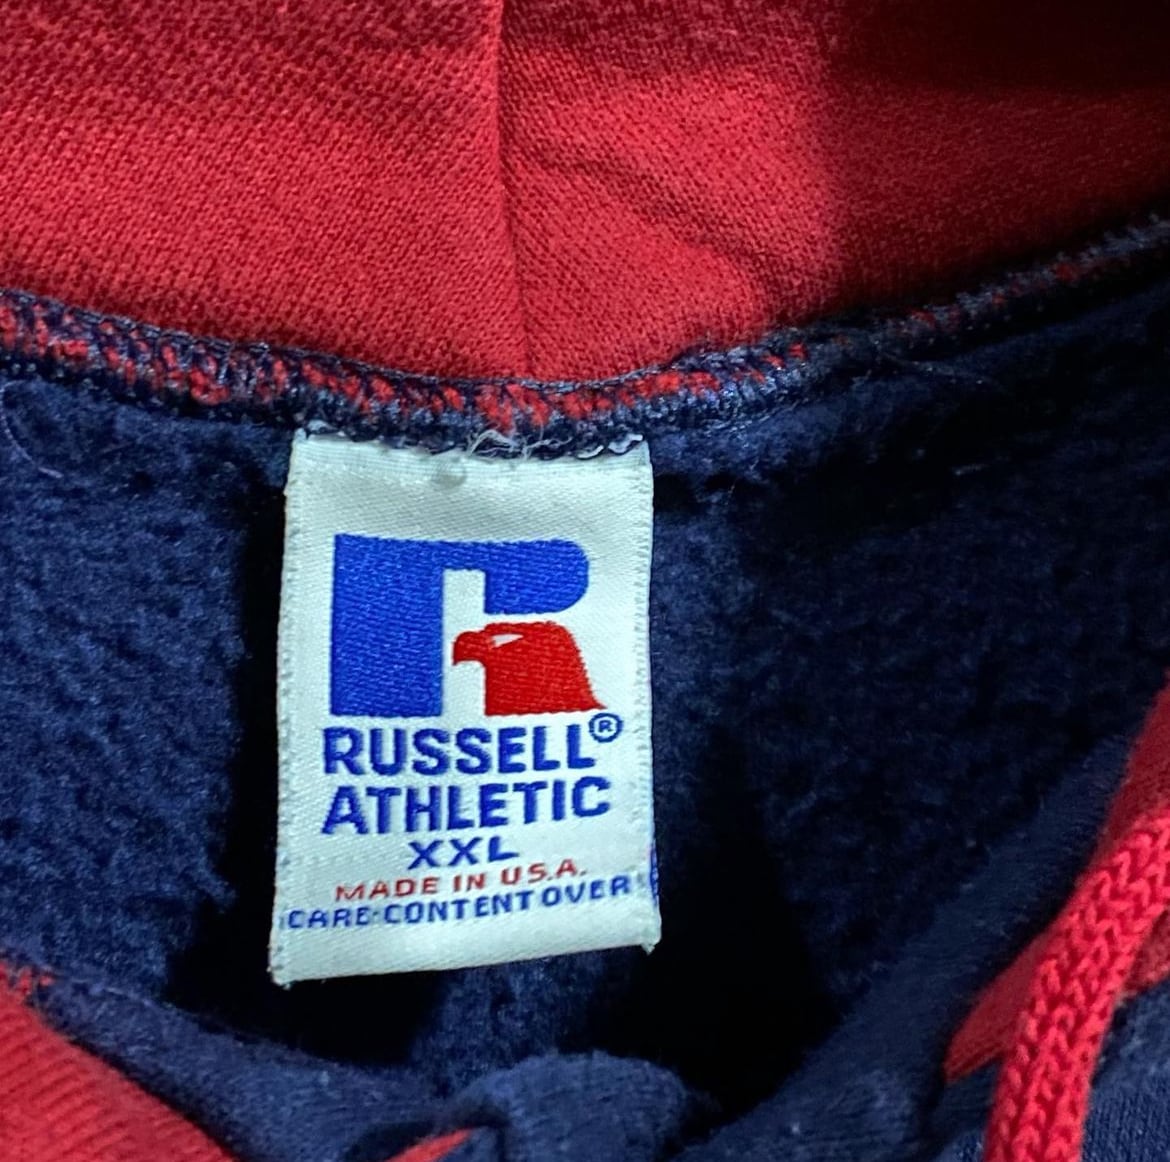 RUSSELL®
ATHLETIC
XXL
MADE IN U.S.A.
CARE·CONTENT OVER